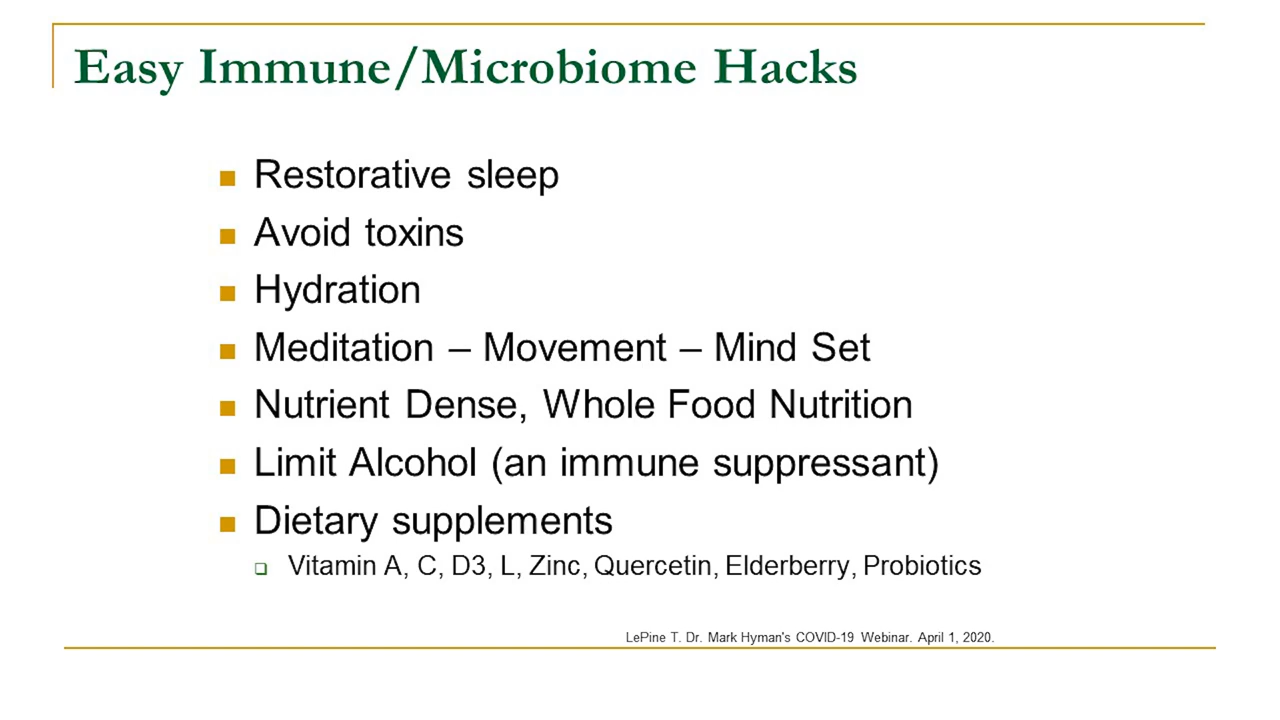 Easy Immune/Microbiome Hacks
Restorative sleep
Avoid toxins
Hydration
Meditation – Movement – Mind Set
Nutrient Dense, Whole Food Nutrition
Limit Alcohol (an immune suppressant)
Dietary supplements
Vitamin A, C, D3, L, Zinc, Quercetin, Elderberry, Probiotics
LePine T. Dr. Mark Hyman's COVID-19 Webinar. April 1, 2020.